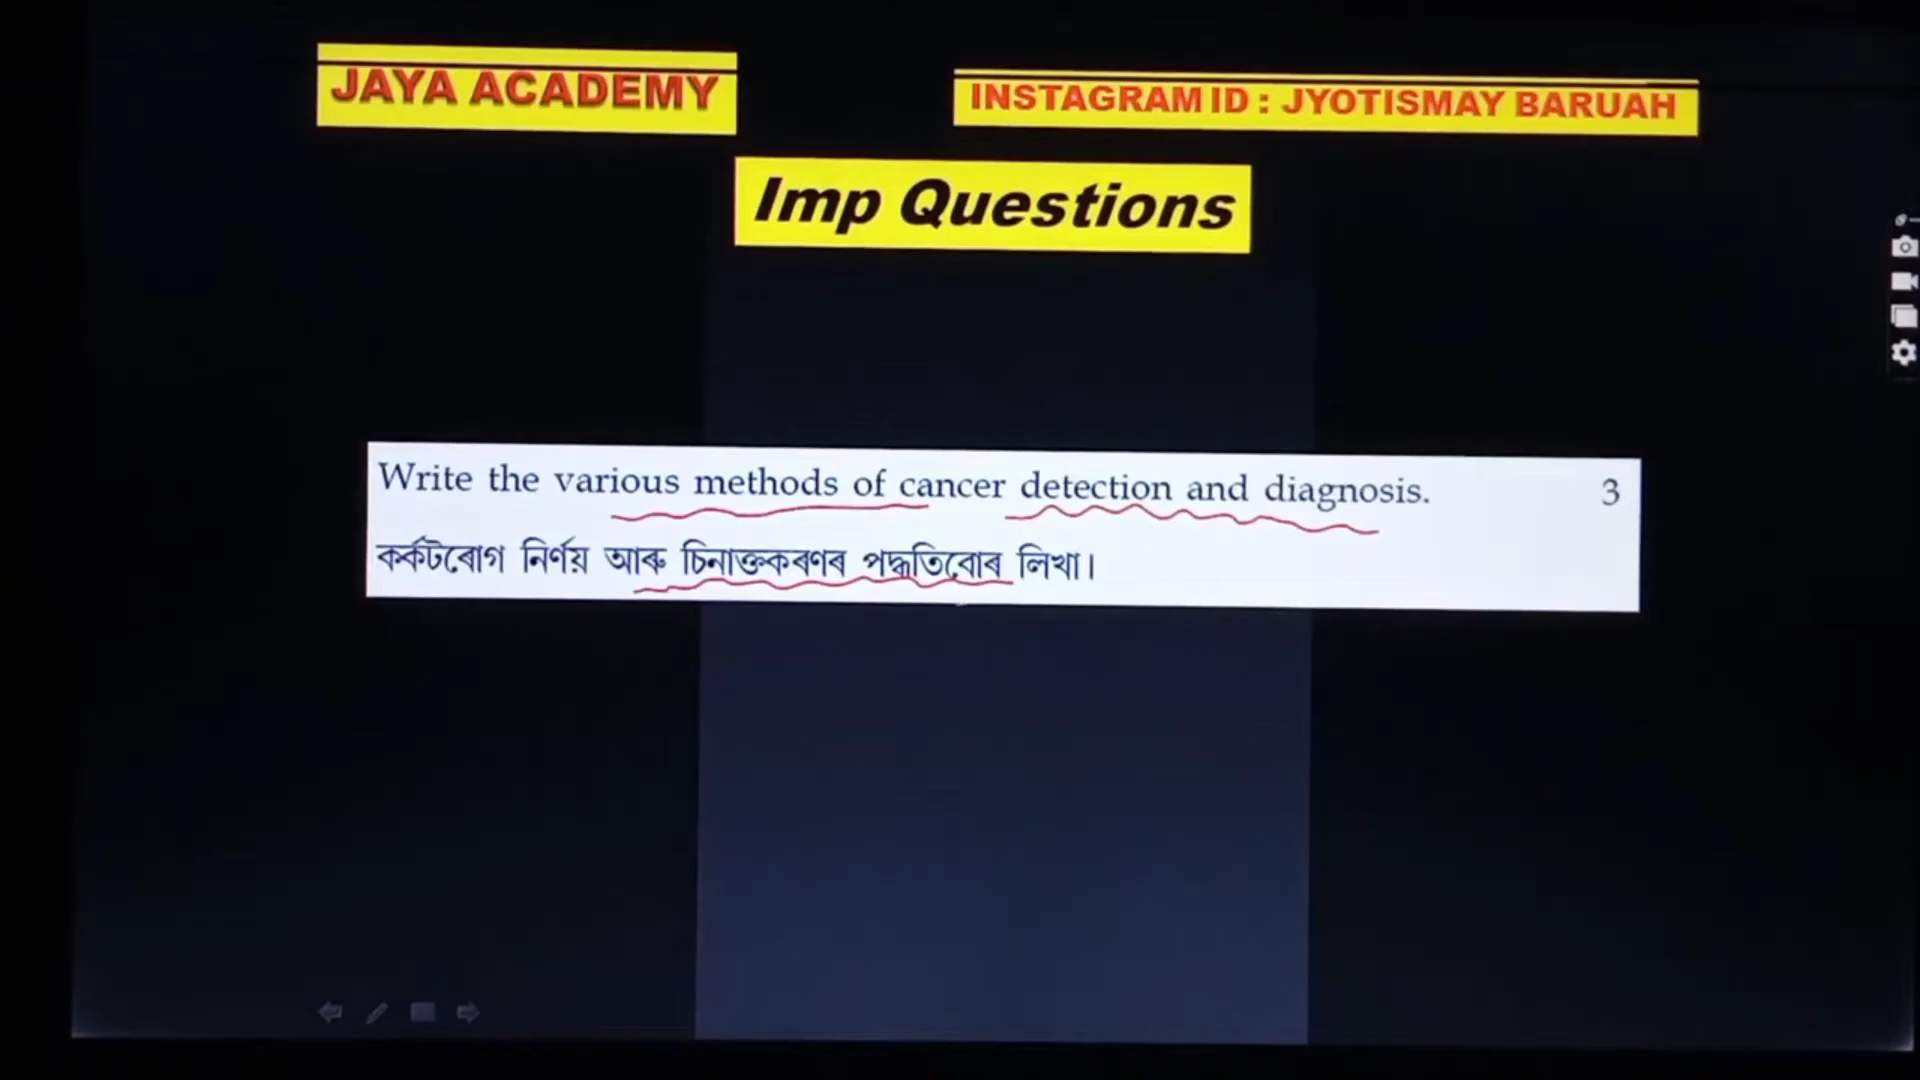 JAYA ACADEMY
INSTAGRAM ID : JYOTISMAY BARUAH
Imp Questions
Write the various methods of cancer detection and diagnosis. 3
কৰ্কটৰোগ নিৰ্ণয় আৰু চিনাক্তকৰণৰ পদ্ধতিবোৰ লিখা।